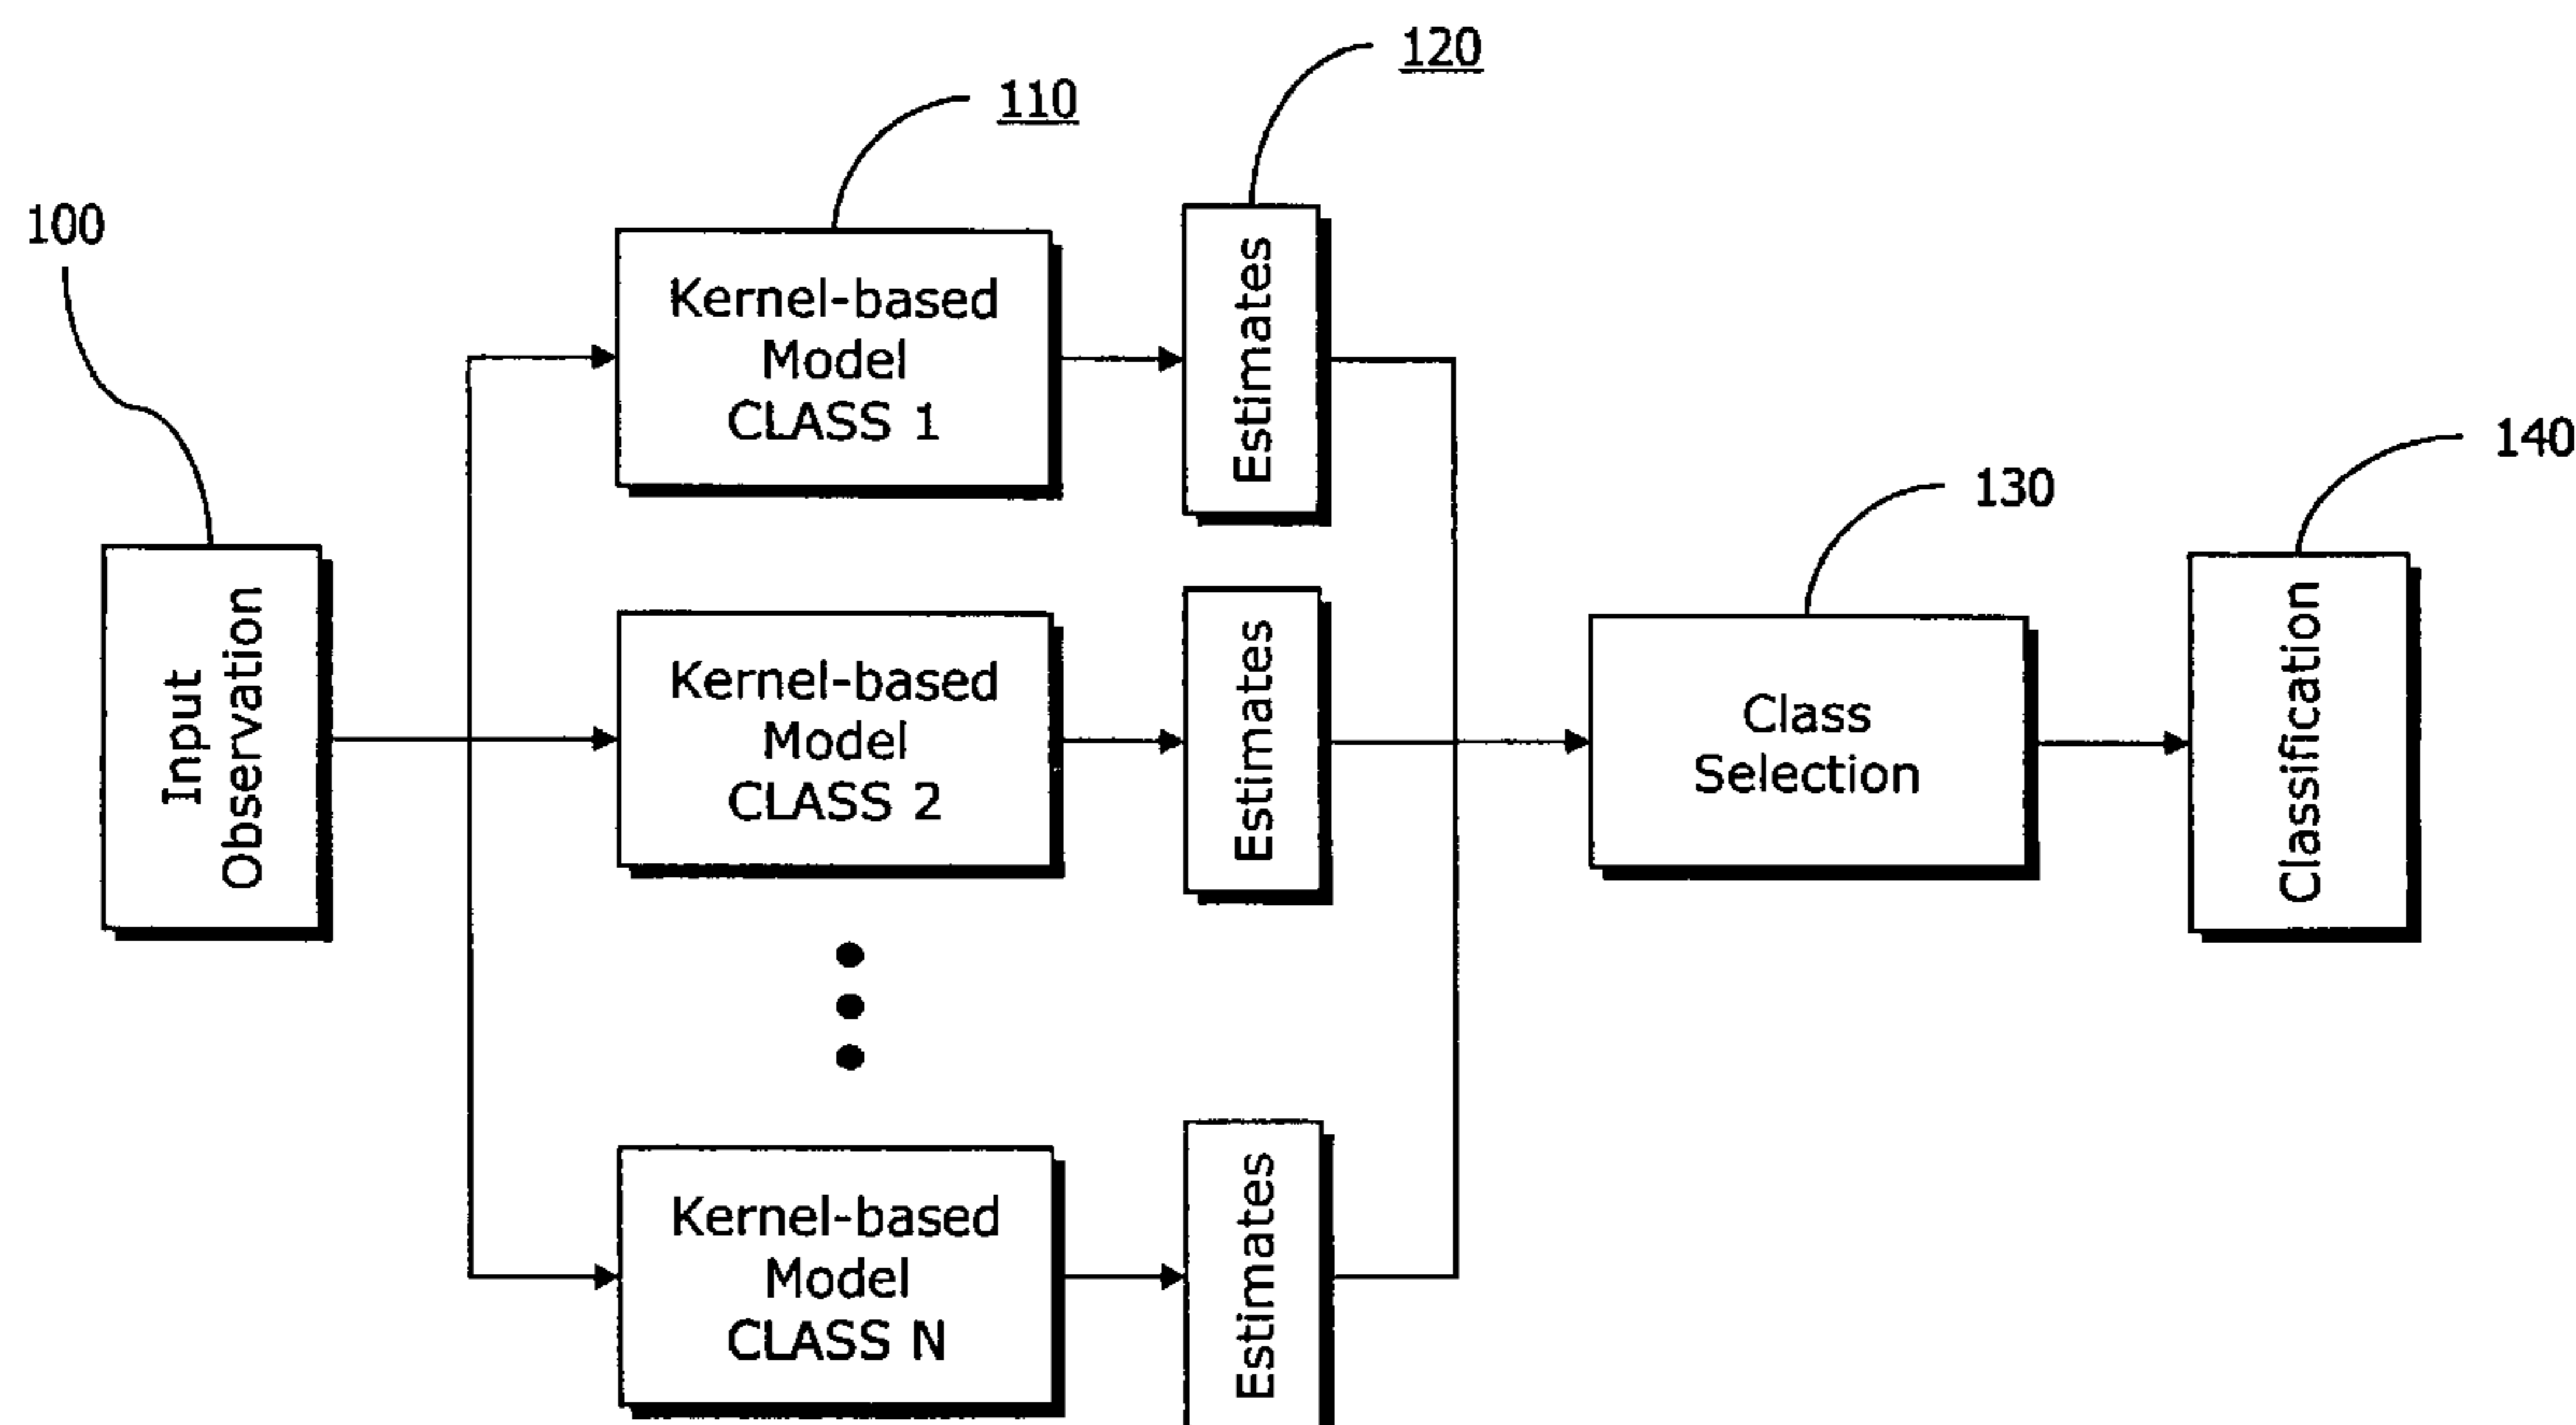 120
110
100
Kernel-based
Model
CLASS 1
Estimates
140
130
Input
Observation
Kernel-based
Model
CLASS 2
Estimates
Class
Selection
Classification
Kernel-based
Model
CLASS N
Estimates